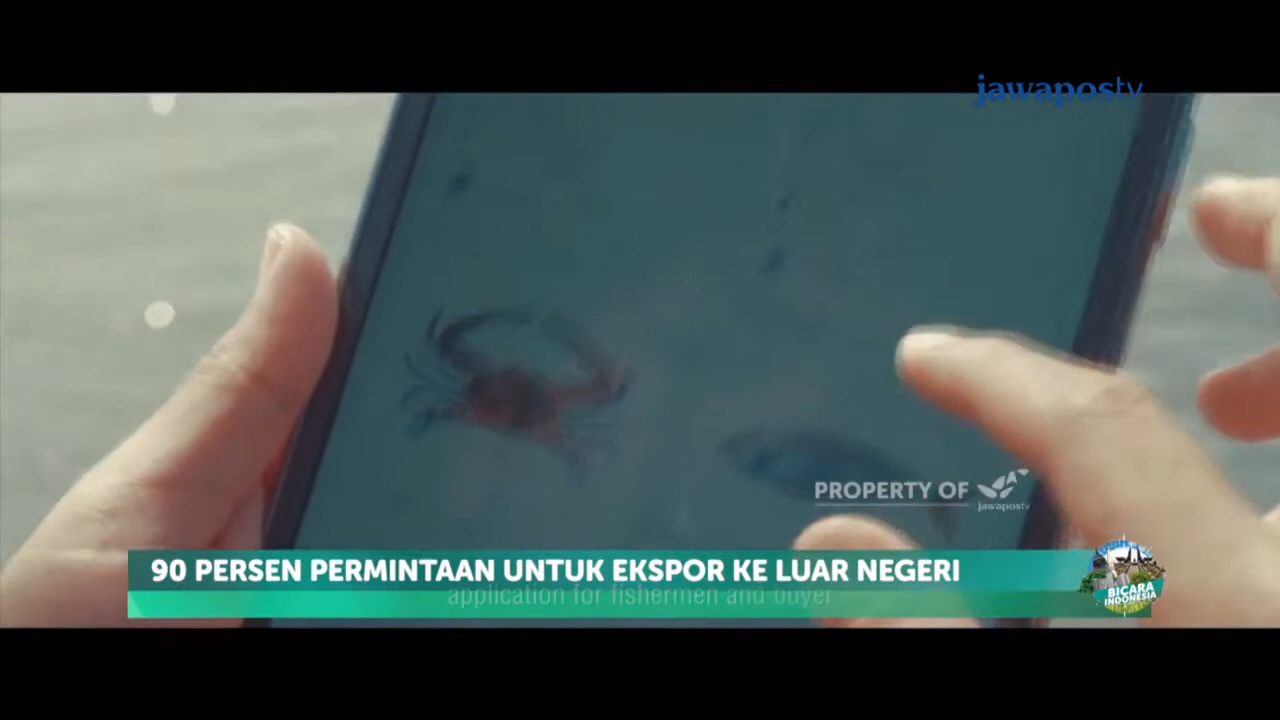 jawapostv
PROPERTY OF
jawapostv
90 PERSEN PERMINTAAN UNTUK EKSPOR KE LUAR NEGERI
application for fishermen and buyer
BICARA
INDONESIA